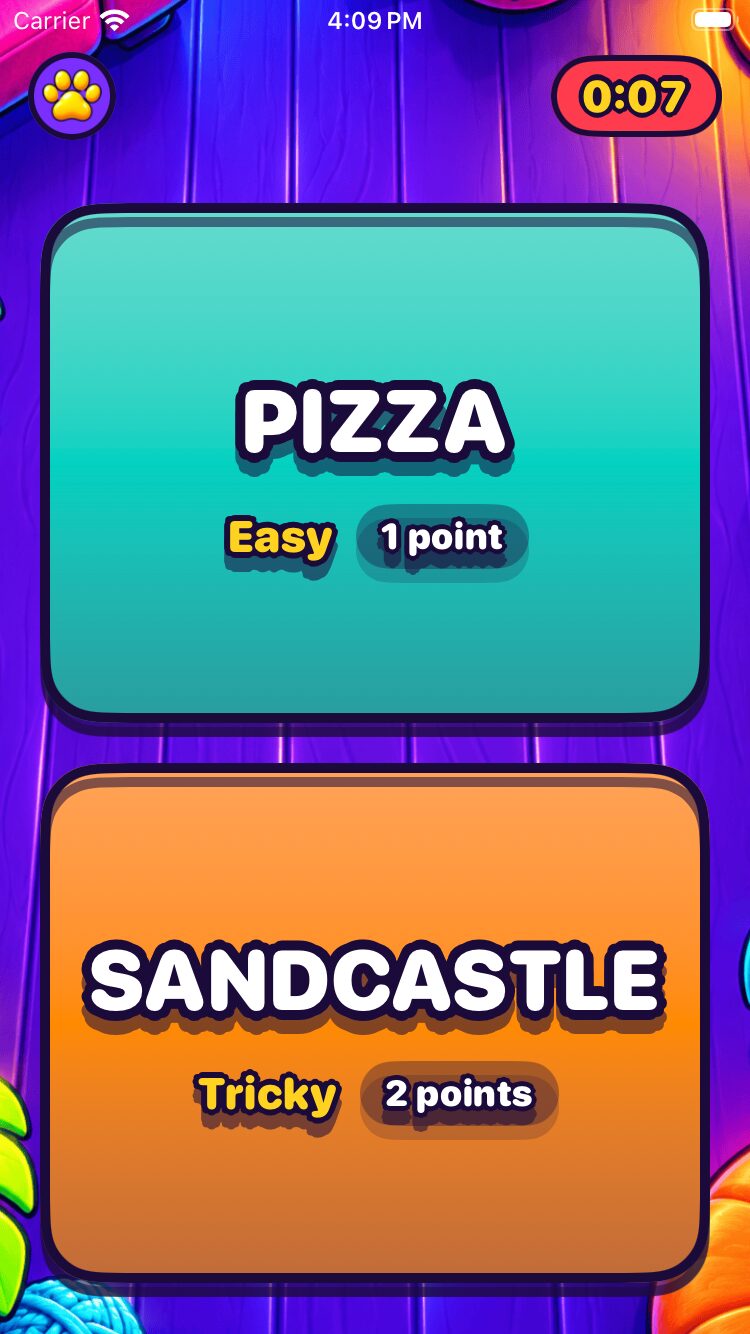 Carrier 4:09 PM
0:07
PIZZA
Easy 1 point
SANDCASTLE
Tricky 2 points